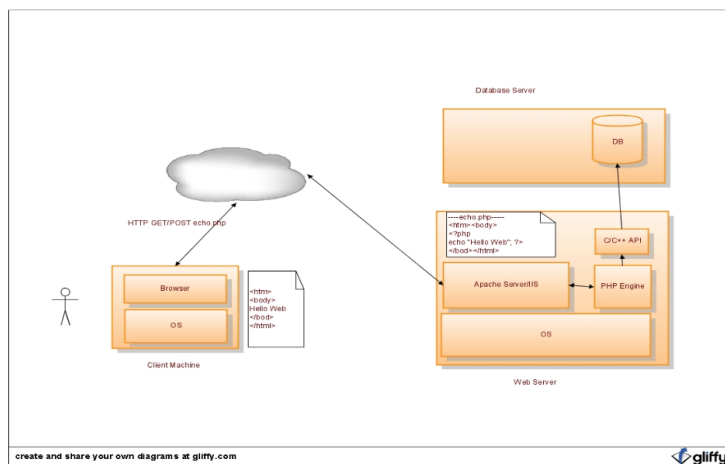 Database Server
DB
HTTP GET/POST echo.php
----echo.php-----
<htm><body>
<?php
echo "Hello Web"; ?>
</bod></html>
C/C++ API
Apache Server/IIS
PHP Engine
OS
Web Server
Browser
OS
Client Machine
<htm>
<body>
Hello Web
</bod>
</html>
create and share your own diagrams at gliffy.com
gliffy